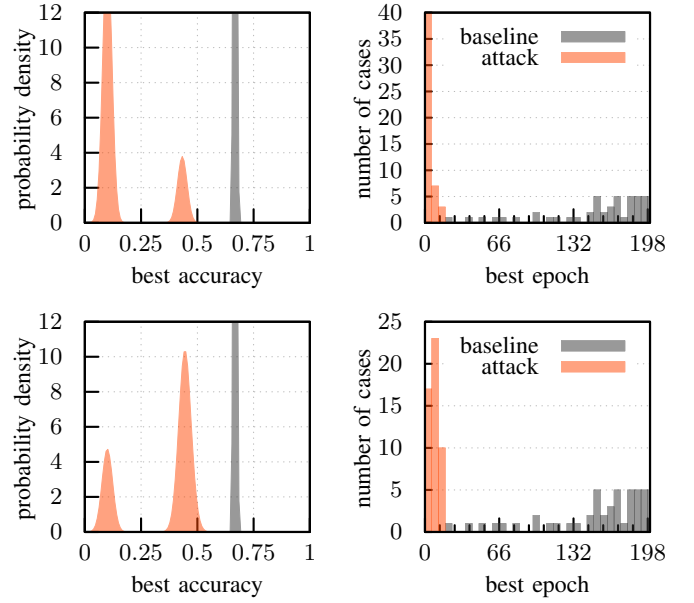 probability density
12
10
8
6
4
2
0
0 0.25 0.5 0.75 1
best accuracy
number of cases
40
35
30
25
20
15
10
5
0
baseline
attack
0 66 132 198
best epoch
probability density
12
10
8
6
4
2
0
0 0.25 0.5 0.75 1
best accuracy
number of cases
25
20
15
10
5
0
baseline
attack
0 66 132 198
best epoch